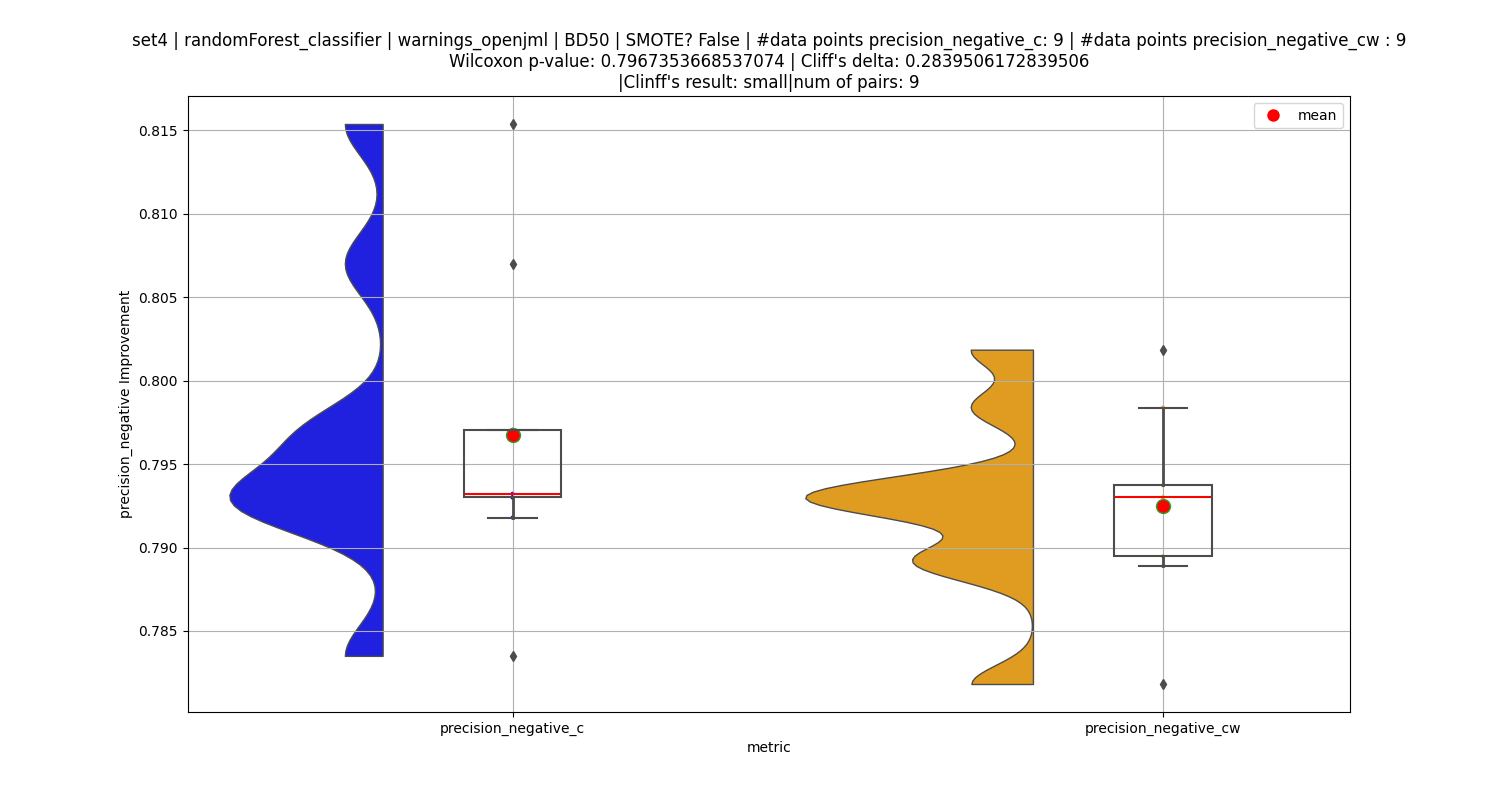 set4 | randomForest_classifier | warnings_openjml | BD50 | SMOTE? False | #data points precision_negative_c: 9 | #data points precision_negative_cw : 9
Wilcoxon p-value: 0.7967353668537074 | Cliff's delta: 0.2839506172839506
|Clinff's result: small|num of pairs: 9
mean
0.815
0.810
0.805
0.800
0.795
0.790
0.785
precision_negative Improvement
precision_negative_c
precision_negative_cw
metric